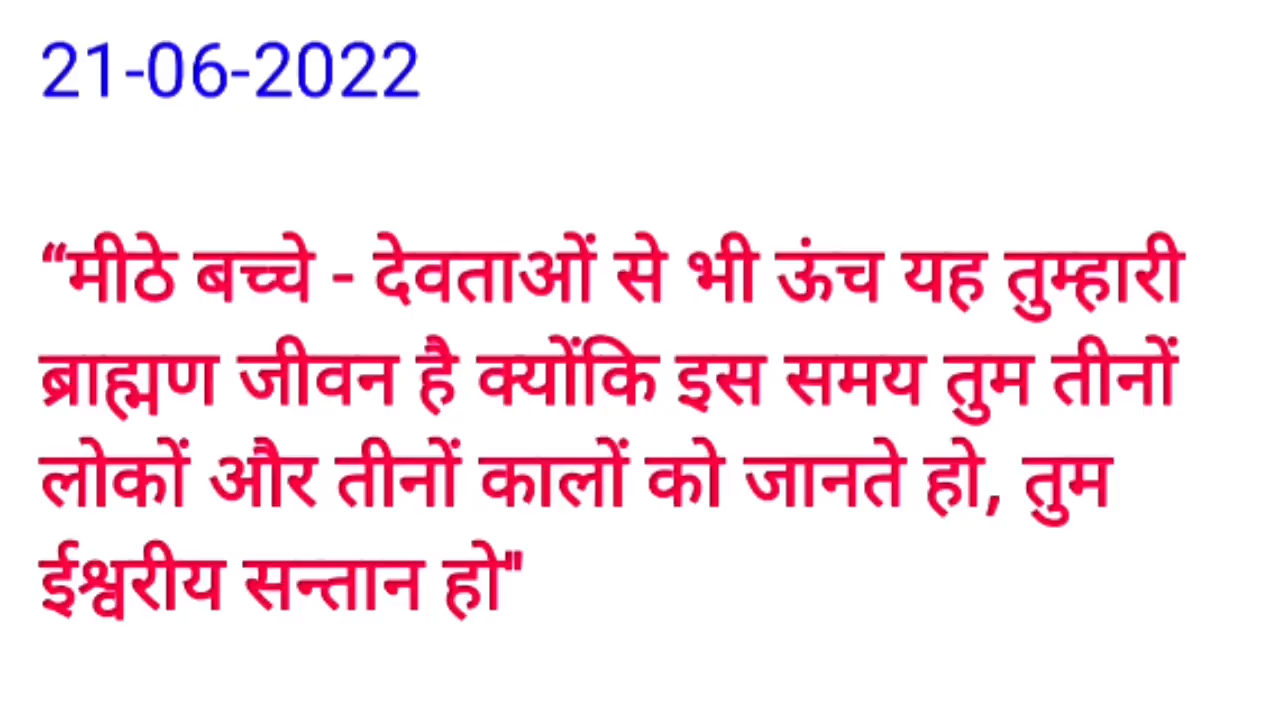 21-06-2022
“मीठे बच्चे - देवताओं से भी ऊंच यह तुम्हारी
ब्राह्मण जीवन है क्योंकि इस समय तुम तीनों
लोकों और तीनों कालों को जानते हो, तुम
ईश्वरीय सन्तान हो"